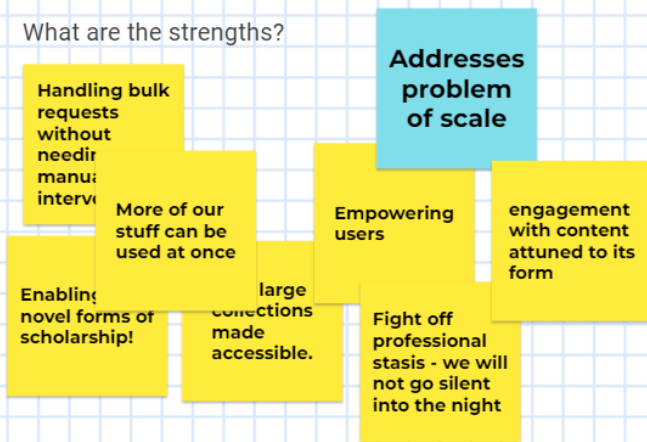 What are the strengths?
Addresses
problem
of scale
Handling bulk
requests
without
More of our
stuff can be
used at once
Empowering
users
engagement
with content
attuned to its
form
Enabling
novel forms of
scholarship!
large
collections
made
accessible.
Fight off
professional
stasis - we will
not go silent
into the night